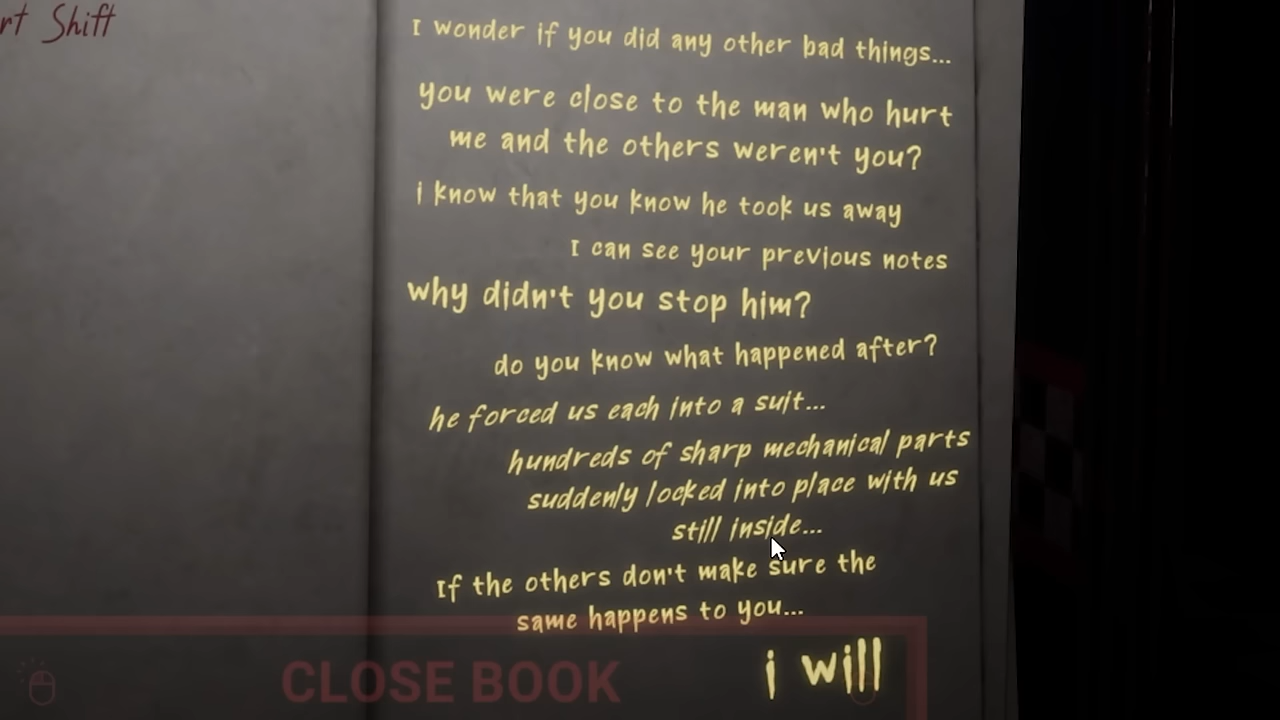 rt Shift
I wonder if you did any other bad things...
you were close to the man who hurt
me and the others weren't you?
i know that you know he took us away
I can see your previous notes
why didn't you stop him?
do you know what happened after?
he forced us each into a suit...
hundreds of sharp mechanical parts
suddenly locked into place with us
still inside...
If the others don't make sure the
same happens to you...
i will
CLOSE BOOK